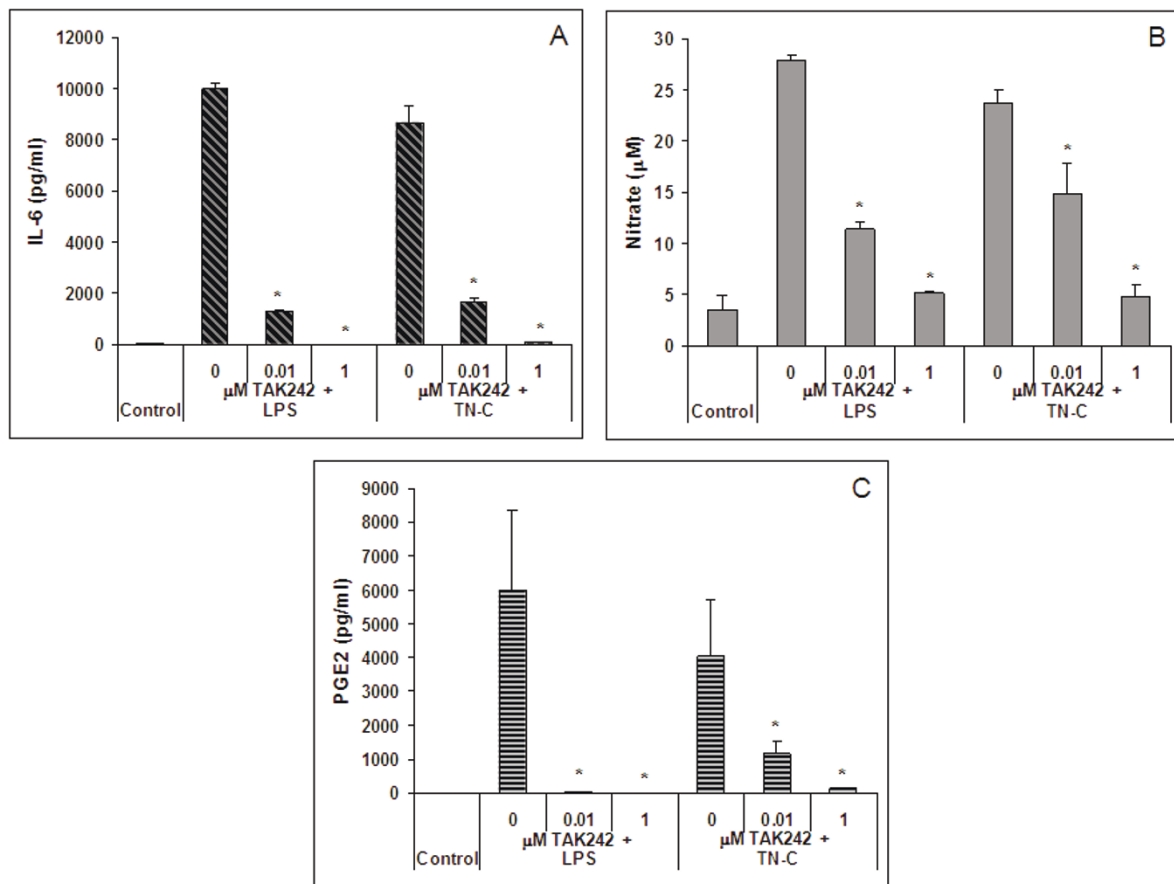 A
12000
10000
8000
6000
4000
2000
0
IL-6 (pg/ml)
* * * *
0 0.01 1 0 0.01 1
μM TAK242 + μM TAK242 +
Control LPS TN-C
B
30
25
20
15
10
5
0
Nitrate (μM)
* * * *
0 0.01 1 0 0.01 1
μM TAK242 + μM TAK242 +
Control LPS TN-C
C
9000
8000
7000
6000
5000
4000
3000
2000
1000
0
PGE2 (pg/ml)
* * * *
0 0.01 1 0 0.01 1
μM TAK242 + μM TAK242 +
Control LPS TN-C